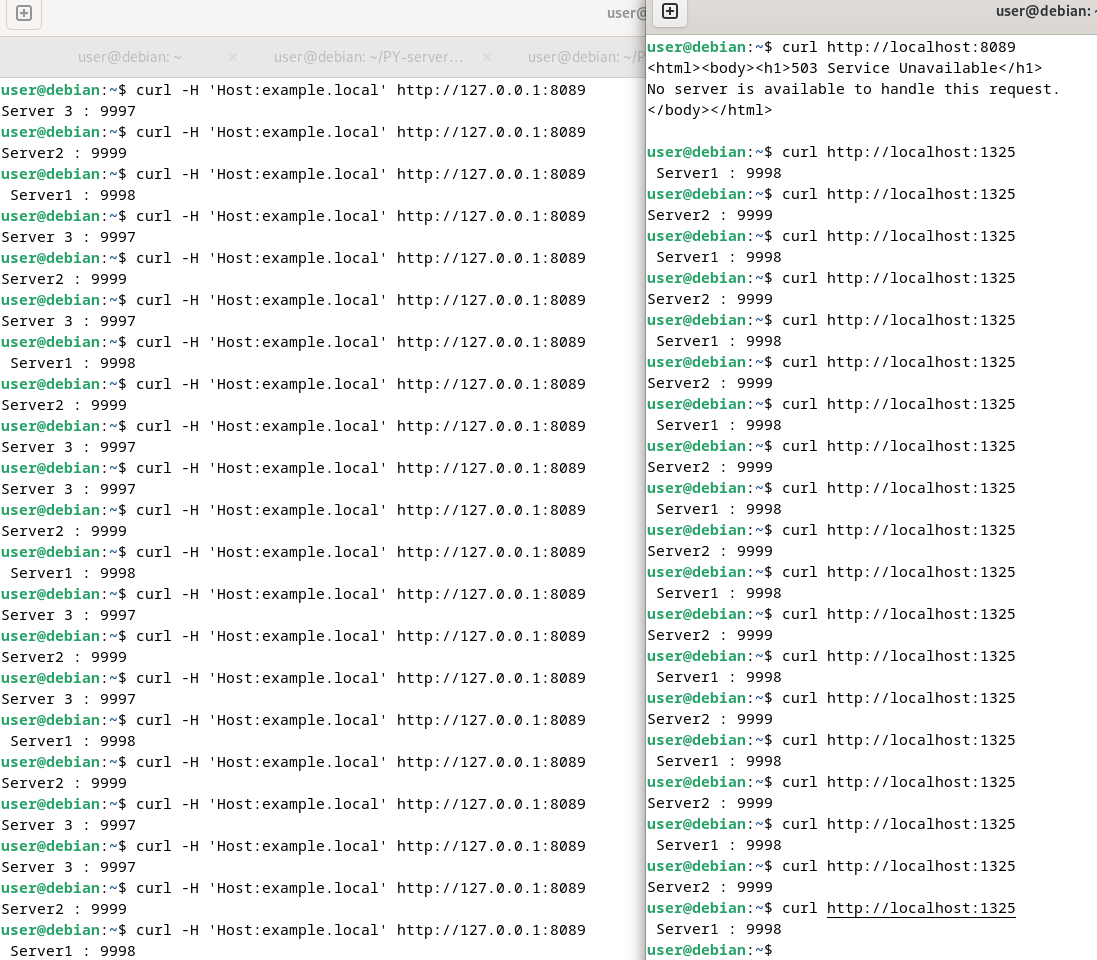 user@
user@debian: ~ ×
user@debian: ~/PY-server... ×
user@debian: ~/P
user@debian:~$ curl -H 'Host:example.local' http://127.0.0.1:8089
Server 3 : 9997
user@debian:~$ curl -H 'Host:example.local' http://127.0.0.1:8089
Server2 : 9999
user@debian:~$ curl -H 'Host:example.local' http://127.0.0.1:8089
 Server1 : 9998
user@debian:~$ curl -H 'Host:example.local' http://127.0.0.1:8089
Server 3 : 9997
user@debian:~$ curl -H 'Host:example.local' http://127.0.0.1:8089
Server2 : 9999
user@debian:~$ curl -H 'Host:example.local' http://127.0.0.1:8089
Server 3 : 9997
user@debian:~$ curl -H 'Host:example.local' http://127.0.0.1:8089
 Server1 : 9998
user@debian:~$ curl -H 'Host:example.local' http://127.0.0.1:8089
Server2 : 9999
user@debian:~$ curl -H 'Host:example.local' http://127.0.0.1:8089
Server 3 : 9997
user@debian:~$ curl -H 'Host:example.local' http://127.0.0.1:8089
Server 3 : 9997
user@debian:~$ curl -H 'Host:example.local' http://127.0.0.1:8089
Server2 : 9999
user@debian:~$ curl -H 'Host:example.local' http://127.0.0.1:8089
 Server1 : 9998
user@debian:~$ curl -H 'Host:example.local' http://127.0.0.1:8089
Server 3 : 9997
user@debian:~$ curl -H 'Host:example.local' http://127.0.0.1:8089
Server2 : 9999
user@debian:~$ curl -H 'Host:example.local' http://127.0.0.1:8089
Server 3 : 9997
user@debian:~$ curl -H 'Host:example.local' http://127.0.0.1:8089
 Server1 : 9998
user@debian:~$ curl -H 'Host:example.local' http://127.0.0.1:8089
Server2 : 9999
user@debian:~$ curl -H 'Host:example.local' http://127.0.0.1:8089
Server 3 : 9997
user@debian:~$ curl -H 'Host:example.local' http://127.0.0.1:8089
Server 3 : 9997
user@debian:~$ curl -H 'Host:example.local' http://127.0.0.1:8089
Server2 : 9999
user@debian:~$ curl -H 'Host:example.local' http://127.0.0.1:8089
 Server1 : 9998
user@debian: ~
user@debian:~$ curl http://localhost:8089
<html><body><h1>503 Service Unavailable</h1>
No server is available to handle this request.
</body></html>
user@debian:~$ curl http://localhost:1325
 Server1 : 9998
user@debian:~$ curl http://localhost:1325
Server2 : 9999
user@debian:~$ curl http://localhost:1325
 Server1 : 9998
user@debian:~$ curl http://localhost:1325
Server2 : 9999
user@debian:~$ curl http://localhost:1325
 Server1 : 9998
user@debian:~$ curl http://localhost:1325
Server2 : 9999
user@debian:~$ curl http://localhost:1325
 Server1 : 9998
user@debian:~$ curl http://localhost:1325
Server2 : 9999
user@debian:~$ curl http://localhost:1325
 Server1 : 9998
user@debian:~$ curl http://localhost:1325
Server2 : 9999
user@debian:~$ curl http://localhost:1325
 Server1 : 9998
user@debian:~$ curl http://localhost:1325
Server2 : 9999
user@debian:~$ curl http://localhost:1325
 Server1 : 9998
user@debian:~$ curl http://localhost:1325
Server2 : 9999
user@debian:~$ curl http://localhost:1325
 Server1 : 9998
user@debian:~$ curl http://localhost:1325
Server2 : 9999
user@debian:~$ curl http://localhost:1325
 Server1 : 9998
user@debian:~$ curl http://localhost:1325
Server2 : 9999
user@debian:~$ curl http://localhost:1325
 Server1 : 9998
user@debian:~$